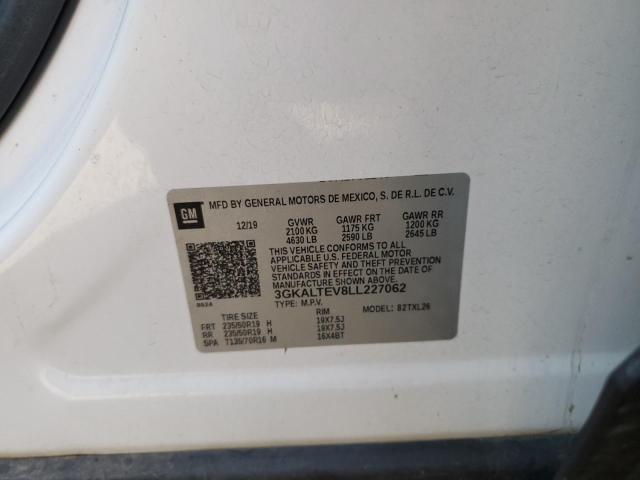 GM
MFD BY GENERAL MOTORS DE MEXICO, S. DE R.L. DE C.V.
12/19 GVWR GAWR FRT GAWR RR
2100 KG 1175 KG 1200 KG
4630 LB 2590 LB 2645 LB
THIS VEHICLE CONFORMS TO ALL APPLICABLE
U.S. FEDERAL MOTOR VEHICLE SAFETY, BUMPER,
AND THEFT PREVENTION STANDARDS IN EFFECT
ON THE DATE OF MANUFACTURE SHOWN ABOVE.
3GKALTEV8LL227062
TYPE: M.P.V. MODEL: 82TXL26
TIRE SIZE RIM
FRT 235/50R19 H 19X7.5J
RR 235/50R19 H 19X7.5J
SPA T135/70R16 M 16X4BT